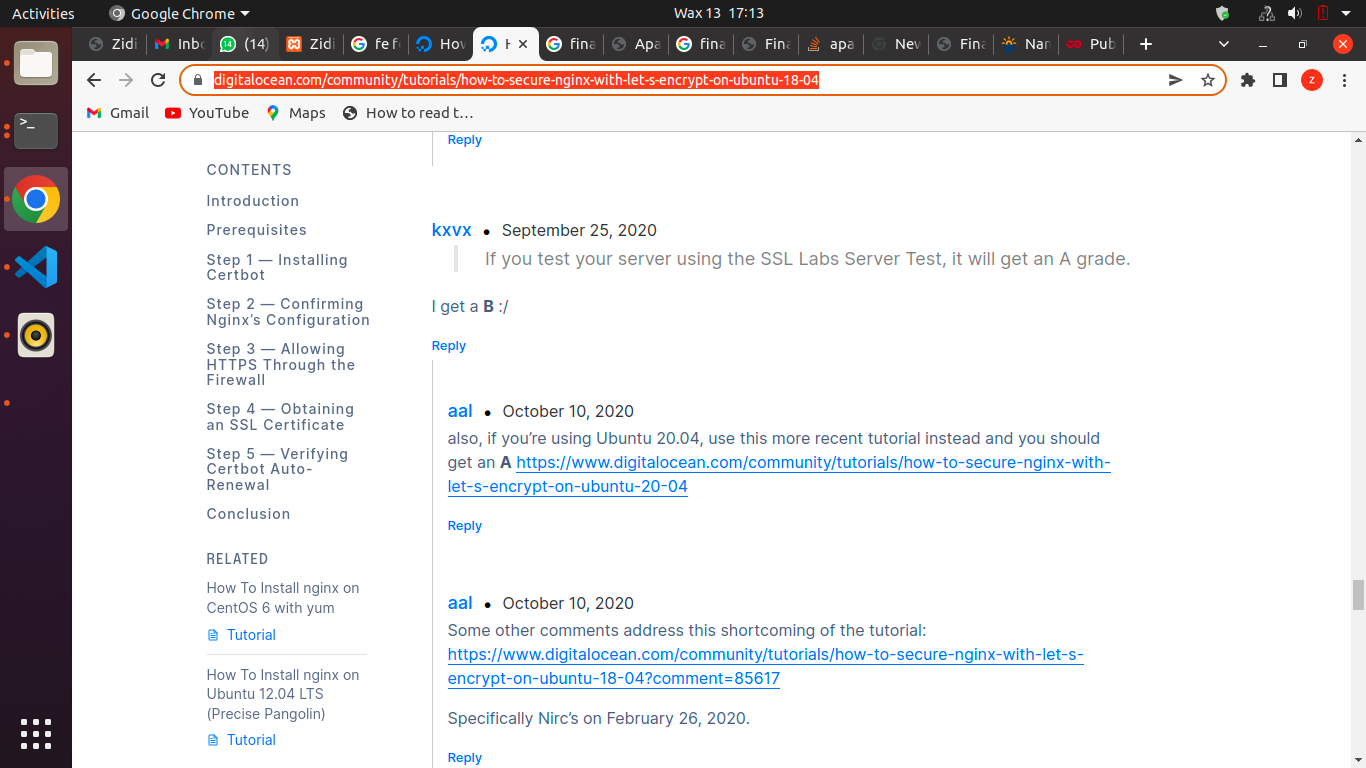 Activities
Google Chrome
Wax 13 17:13
Zidi
Inbo
14
(14)
Zidi
fe fo
How
H
fina
Apa
fina
Fina
apa
New
Fina
Nan
Pub
digitalocean.com/community/tutorials/how-to-secure-nginx-with-let-s-encrypt-on-ubuntu-18-04
Z
Gmail
YouTube
Maps
How to read t…
CONTENTS
Introduction
Prerequisites
Step 1 — Installing
Certbot
Step 2 — Confirming
Nginx’s Configuration
Step 3 — Allowing
HTTPS Through the
Firewall
Step 4 — Obtaining
an SSL Certificate
Step 5 — Verifying
Certbot Auto-
Renewal
Conclusion
RELATED
How To Install nginx on
CentOS 6 with yum
Tutorial
How To Install nginx on
Ubuntu 12.04 LTS
(Precise Pangolin)
Tutorial
Reply
kxvx • September 25, 2020
If you test your server using the SSL Labs Server Test, it will get an A grade.
I get a B :/
Reply
aal • October 10, 2020
also, if you’re using Ubuntu 20.04, use this more recent tutorial instead and you should
get an A https://www.digitalocean.com/community/tutorials/how-to-secure-nginx-with-
let-s-encrypt-on-ubuntu-20-04
Reply
aal • October 10, 2020
Some other comments address this shortcoming of the tutorial:
https://www.digitalocean.com/community/tutorials/how-to-secure-nginx-with-let-s-
encrypt-on-ubuntu-18-04?comment=85617
Specifically Nirc’s on February 26, 2020.
Reply